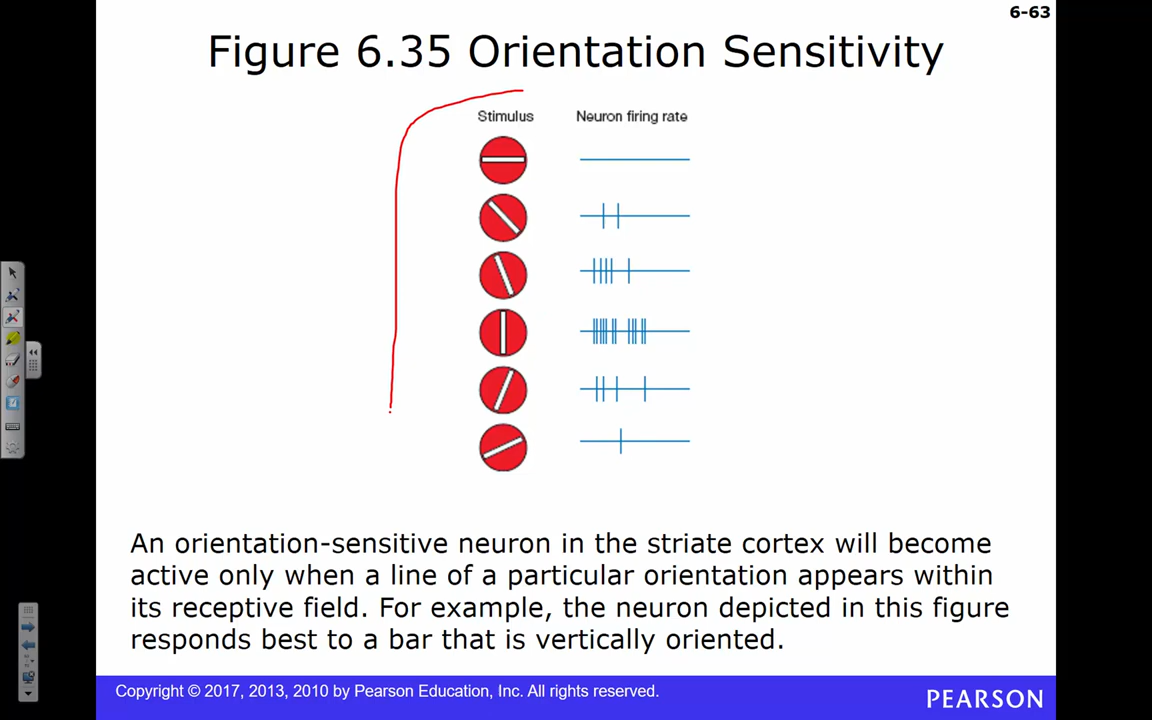 6-63
Figure 6.35 Orientation Sensitivity
Stimulus Neuron firing rate
An orientation-sensitive neuron in the striate cortex will become
active only when a line of a particular orientation appears within
its receptive field. For example, the neuron depicted in this figure
responds best to a bar that is vertically oriented.
Copyright © 2017, 2013, 2010 by Pearson Education, Inc. All rights reserved.
PEARSON